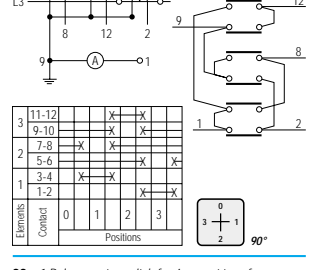 L3
12
8 12 2
9
8
9 A 1
1 2
3 11-12 X X
9-10 X X
2 7-8 X X
5-6 X X
1 3-4 X X
1-2 X X
Elements Contact 0 1 2 3
Positions
0
3 1
2
90°